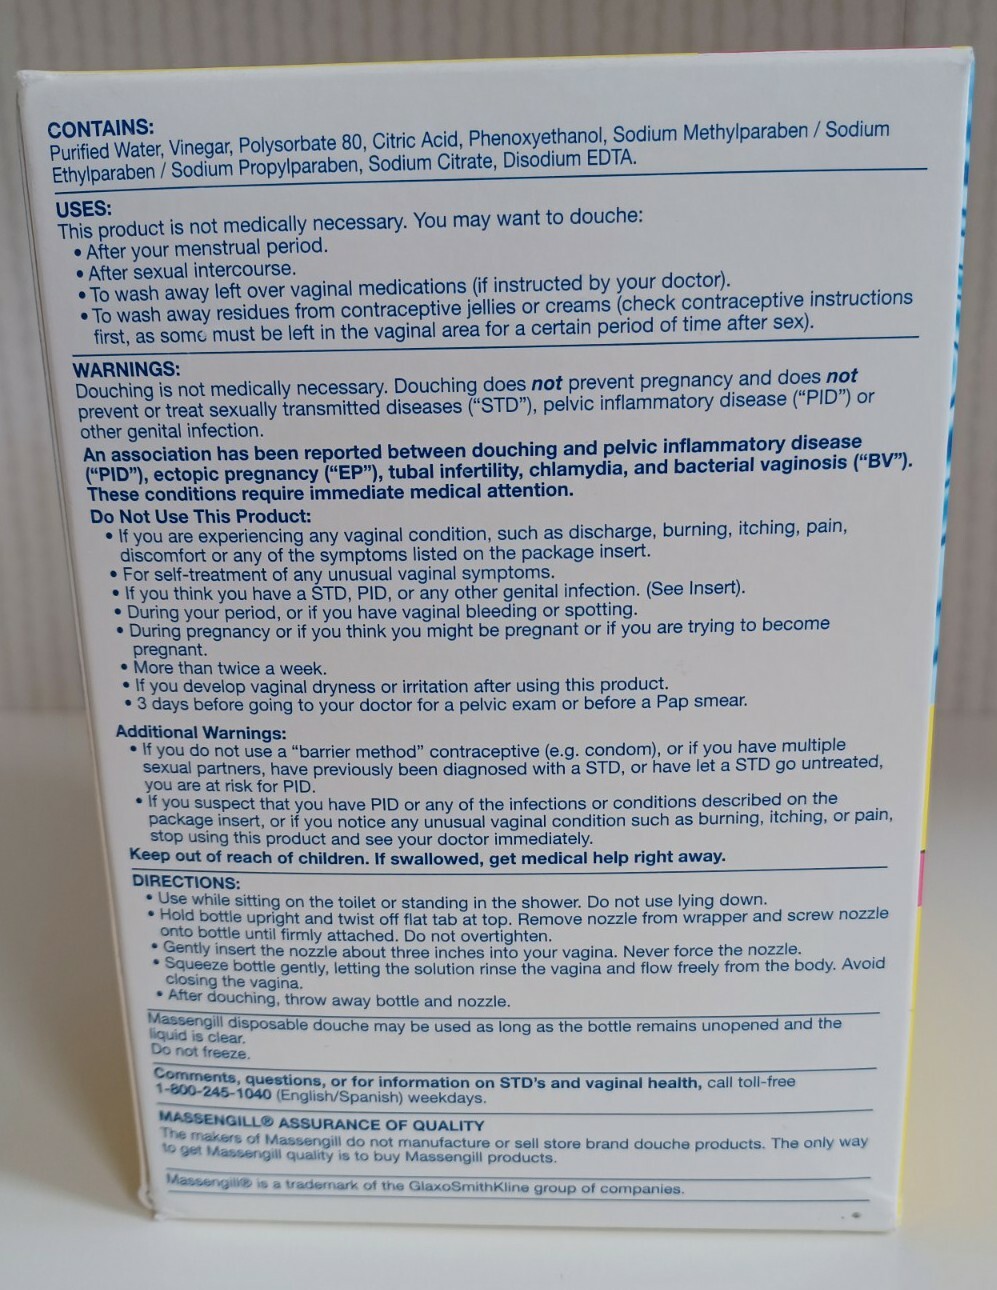 CONTAINS:
Purified Water, Vinegar, Polysorbate 80, Citric Acid, Phenoxyethanol, Sodium Methylparaben / Sodium
Ethylparaben / Sodium Propylparaben, Sodium Citrate, Disodium EDTA.
USES:
This product is not medically necessary. You may want to douche:
• After your menstrual period.
• After sexual intercourse.
• To wash away left over vaginal medications (if instructed by your doctor).
• To wash away residues from contraceptive jellies or creams (check contraceptive instructions
first, as some must be left in the vaginal area for a certain period of time after sex).
WARNINGS:
Douching is not medically necessary. Douching does not prevent pregnancy and does not
prevent or treat sexually transmitted diseases (“STD”), pelvic inflammatory disease (“PID”) or
other genital infection.
An association has been reported between douching and pelvic inflammatory disease
(“PID”), ectopic pregnancy (“EP”), tubal infertility, chlamydia, and bacterial vaginosis (“BV”).
These conditions require immediate medical attention.
Do Not Use This Product:
• If you are experiencing any vaginal condition, such as discharge, burning, itching, pain,
discomfort or any of the symptoms listed on the package insert.
• For self-treatment of any unusual vaginal symptoms.
• If you think you have a STD, PID, or any other genital infection. (See Insert).
• During your period, or if you have vaginal bleeding or spotting.
• During pregnancy or if you think you might be pregnant or if you are trying to become
pregnant.
• More than twice a week.
• If you develop vaginal dryness or irritation after using this product.
• 3 days before going to your doctor for a pelvic exam or before a Pap smear.
Additional Warnings:
• If you do not use a “barrier method” contraceptive (e.g. condom), or if you have multiple
sexual partners, have previously been diagnosed with a STD, or have let a STD go untreated,
you are at risk for PID.
• If you suspect that you have PID or any of the infections or conditions described on the
package insert, or if you notice any unusual vaginal condition such as burning, itching, or pain,
stop using this product and see your doctor immediately.
Keep out of reach of children. If swallowed, get medical help right away.
DIRECTIONS:
• Use while sitting on the toilet or standing in the shower. Do not use lying down.
• Hold bottle upright and twist off flat tab at top. Remove nozzle from wrapper and screw nozzle
onto bottle until firmly attached. Do not overtighten.
• Gently insert the nozzle about three inches into your vagina. Never force the nozzle.
• Squeeze bottle gently, letting the solution rinse the vagina and flow freely from the body. Avoid
closing the vagina.
• After douching, throw away bottle and nozzle.
Massengill disposable douche may be used as long as the bottle remains unopened and the
liquid is clear.
Do not freeze.
Comments, questions, or for information on STD's and vaginal health, call toll-free
1-800-245-1040 (English/Spanish) weekdays.
MASSENGILL® ASSURANCE OF QUALITY
The makers of Massengill do not manufacture or sell store brand douche products. The only way
to get Massengill quality is to buy Massengill products.
Massengill® is a trademark of the GlaxoSmithKline group of companies.